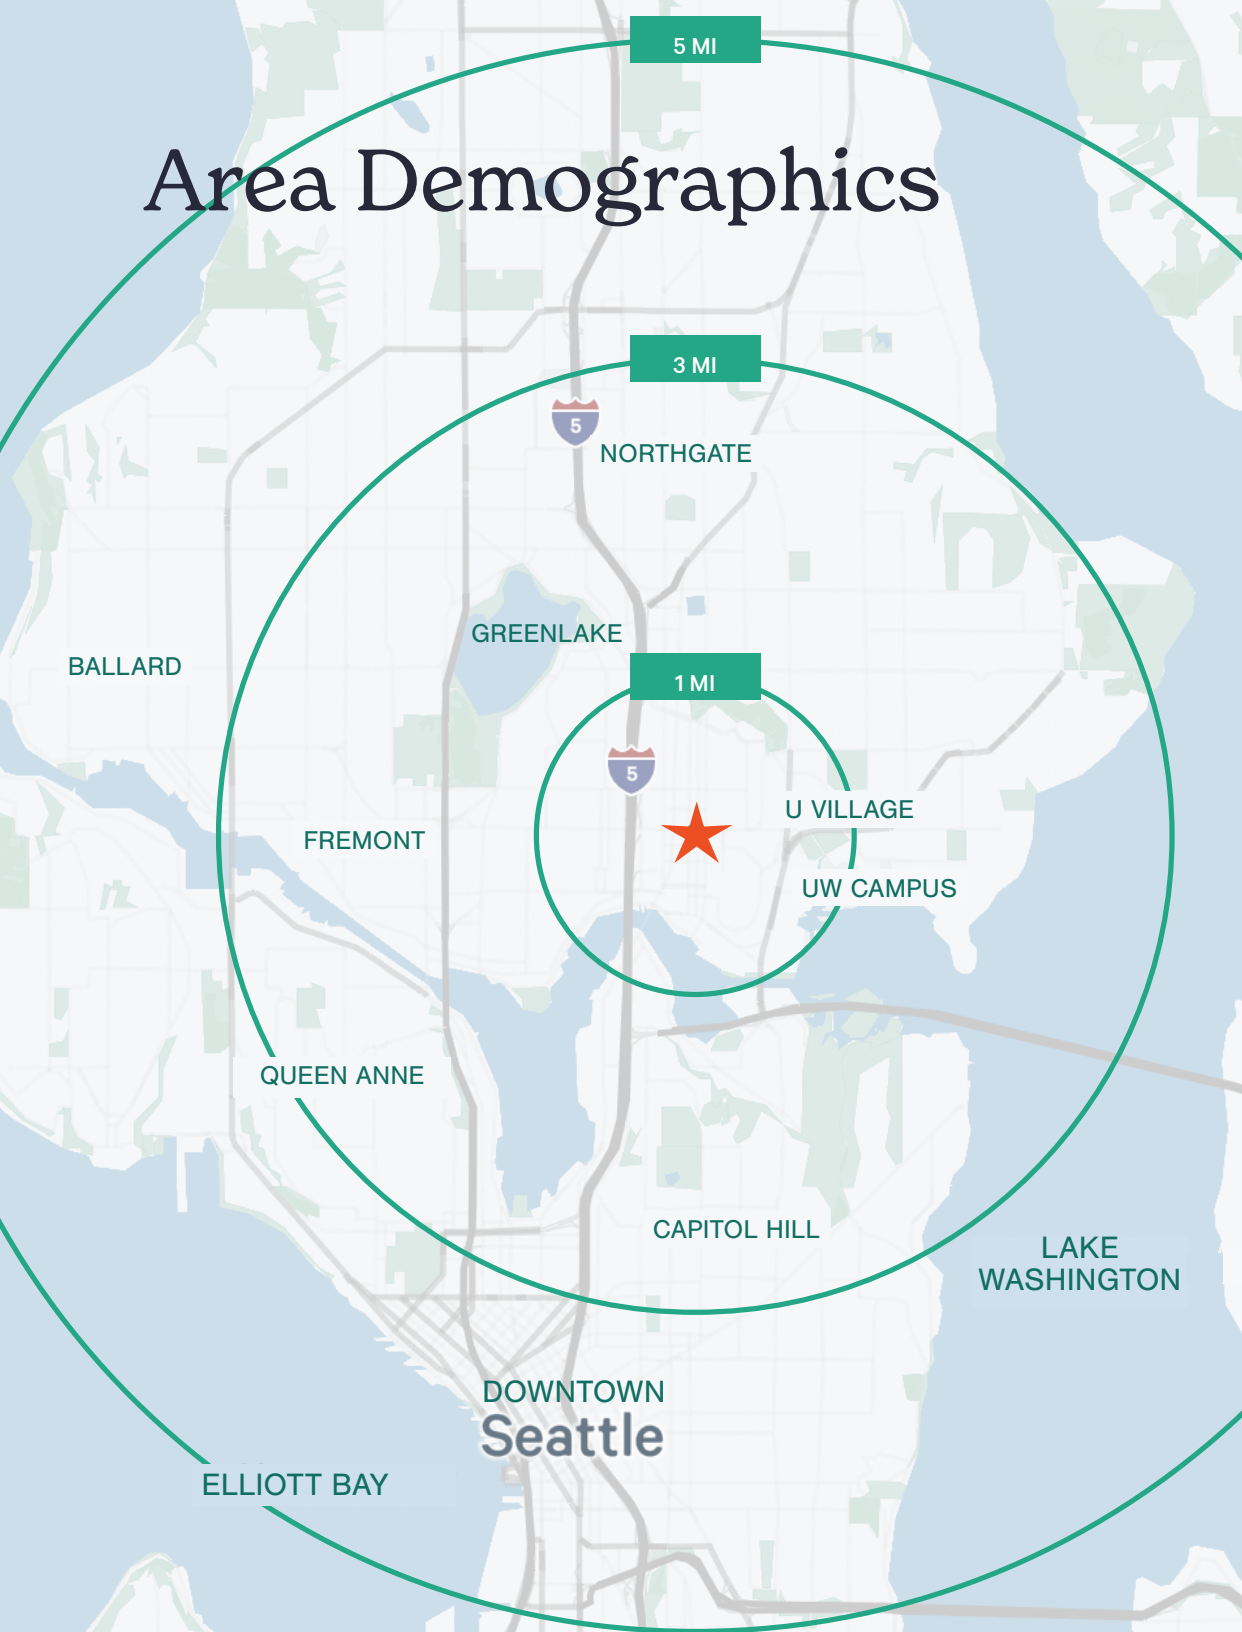 5 MI
Area Demographics
3 MI
5
NORTHGATE
GREENLAKE
BALLARD
1 MI
5
U VILLAGE
FREMONT
UW CAMPUS
QUEEN ANNE
CAPITOL HILL
LAKE
WASHINGTON
DOWNTOWN
Seattle
ELLIOTT BAY